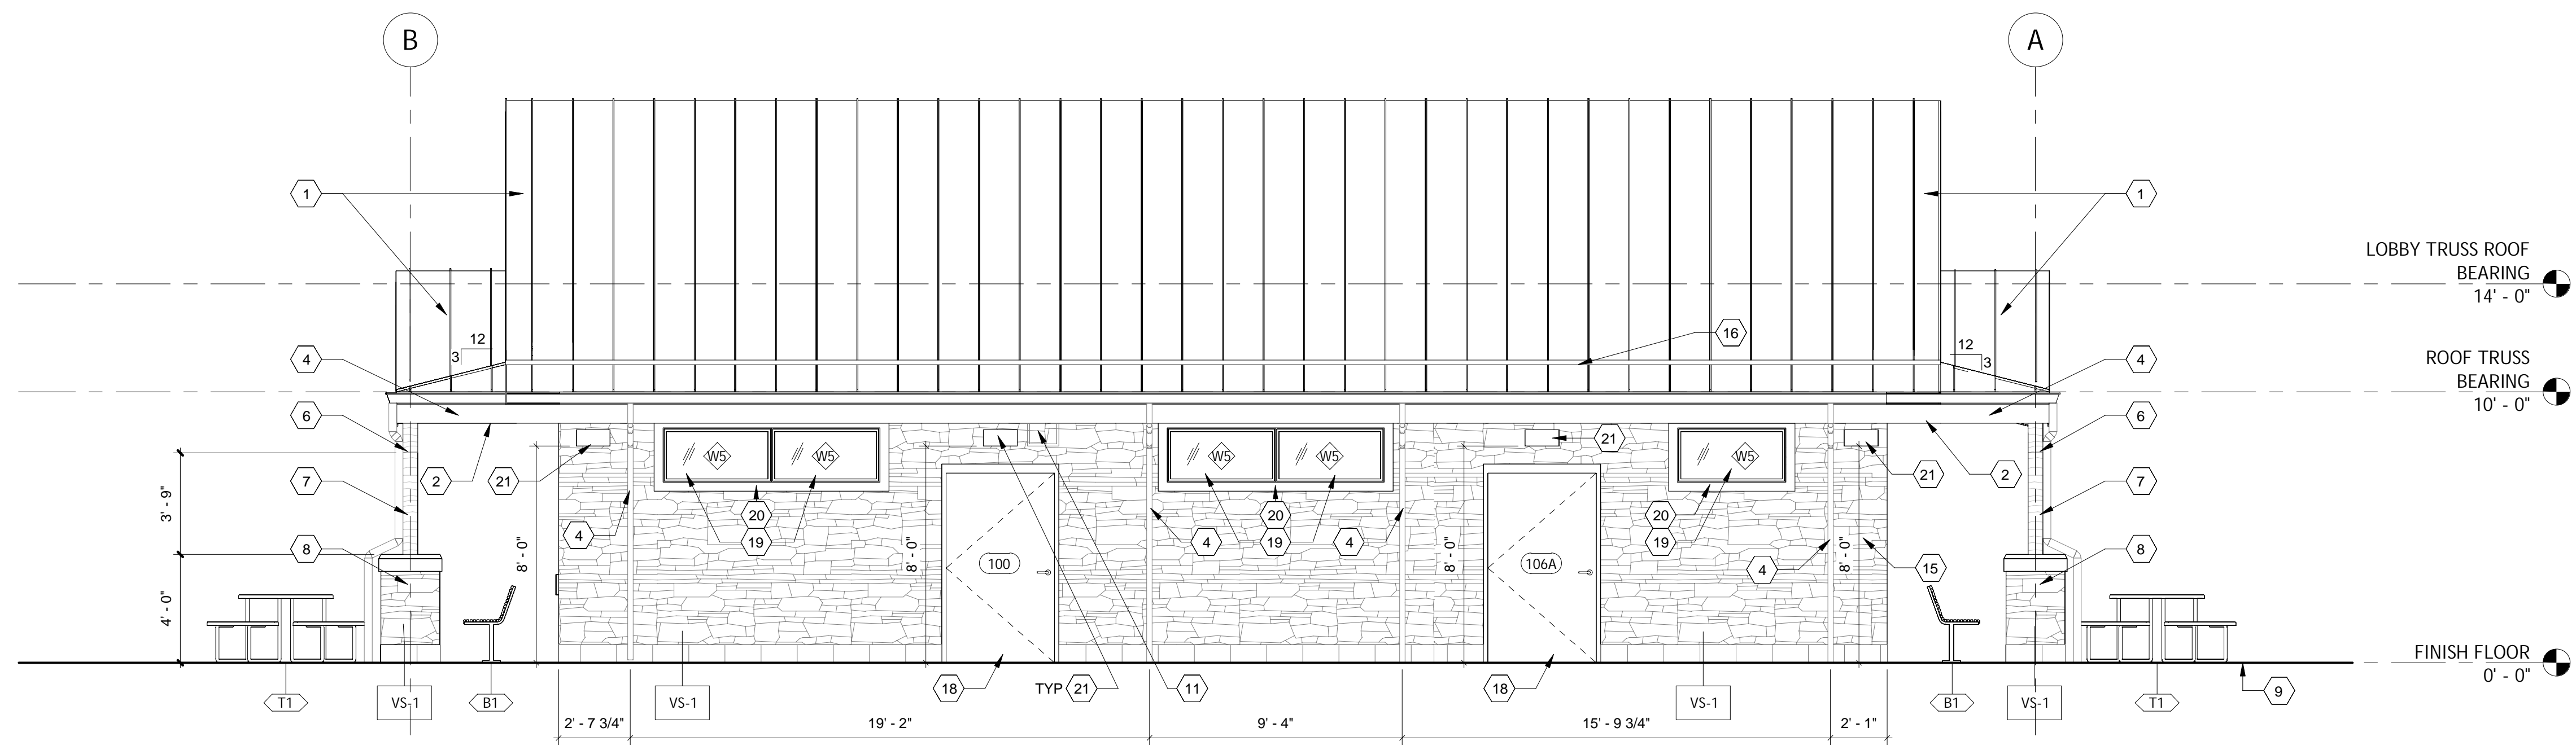 B
A
1
1
LOBBY TRUSS ROOF
BEARING
14' - 0"
16
12
3
12
3
4
4
ROOF TRUSS
BEARING
10' - 0"
6
6
21
W5
W5
W5
W5
21
W5
2
21
21
2
7
7
3' - 9"
20
20
20
4
19
4
19
4
19
4
15
8
8
8' - 0"
8' - 0"
8' - 0"
8' - 0"
100
106A
4' - 0"
FINISH FLOOR
0' - 0"
T1
VS-1
B1
VS-1
18
TYP 21
11
18
VS-1
B1
VS-1
T1
9
2' - 7 3/4"
19' - 2"
9' - 4"
15' - 9 3/4"
2' - 1"